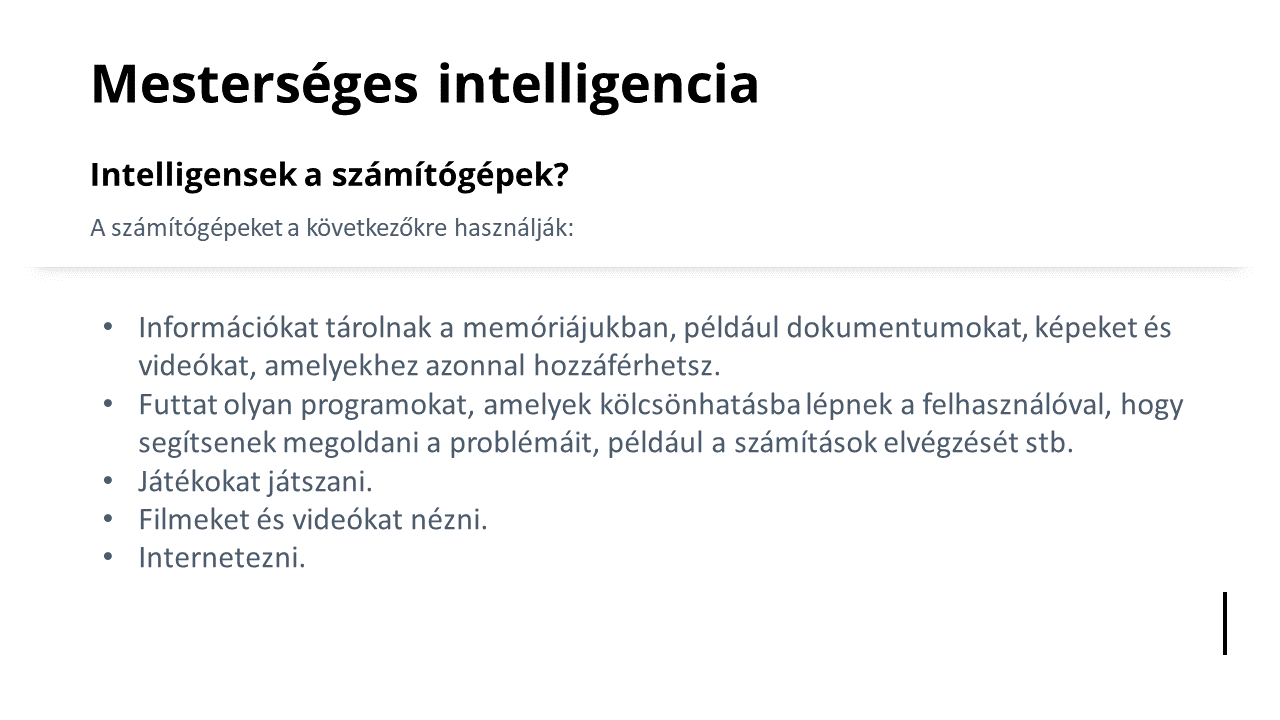 Mesterséges intelligencia
Intelligensek a számítógépek?
A számítógépeket a következőkre használják:
• Információkat tárolnak a memóriájukban, például dokumentumokat, képeket és
videókat, amelyekhez azonnal hozzáférhetsz.
• Futtat olyan programokat, amelyek kölcsönhatásba lépnek a felhasználóval, hogy
segítsenek megoldani a problémáit, például a számítások elvégzését stb.
• Játékokat játszani.
• Filmeket és videókat nézni.
• Internetezni.